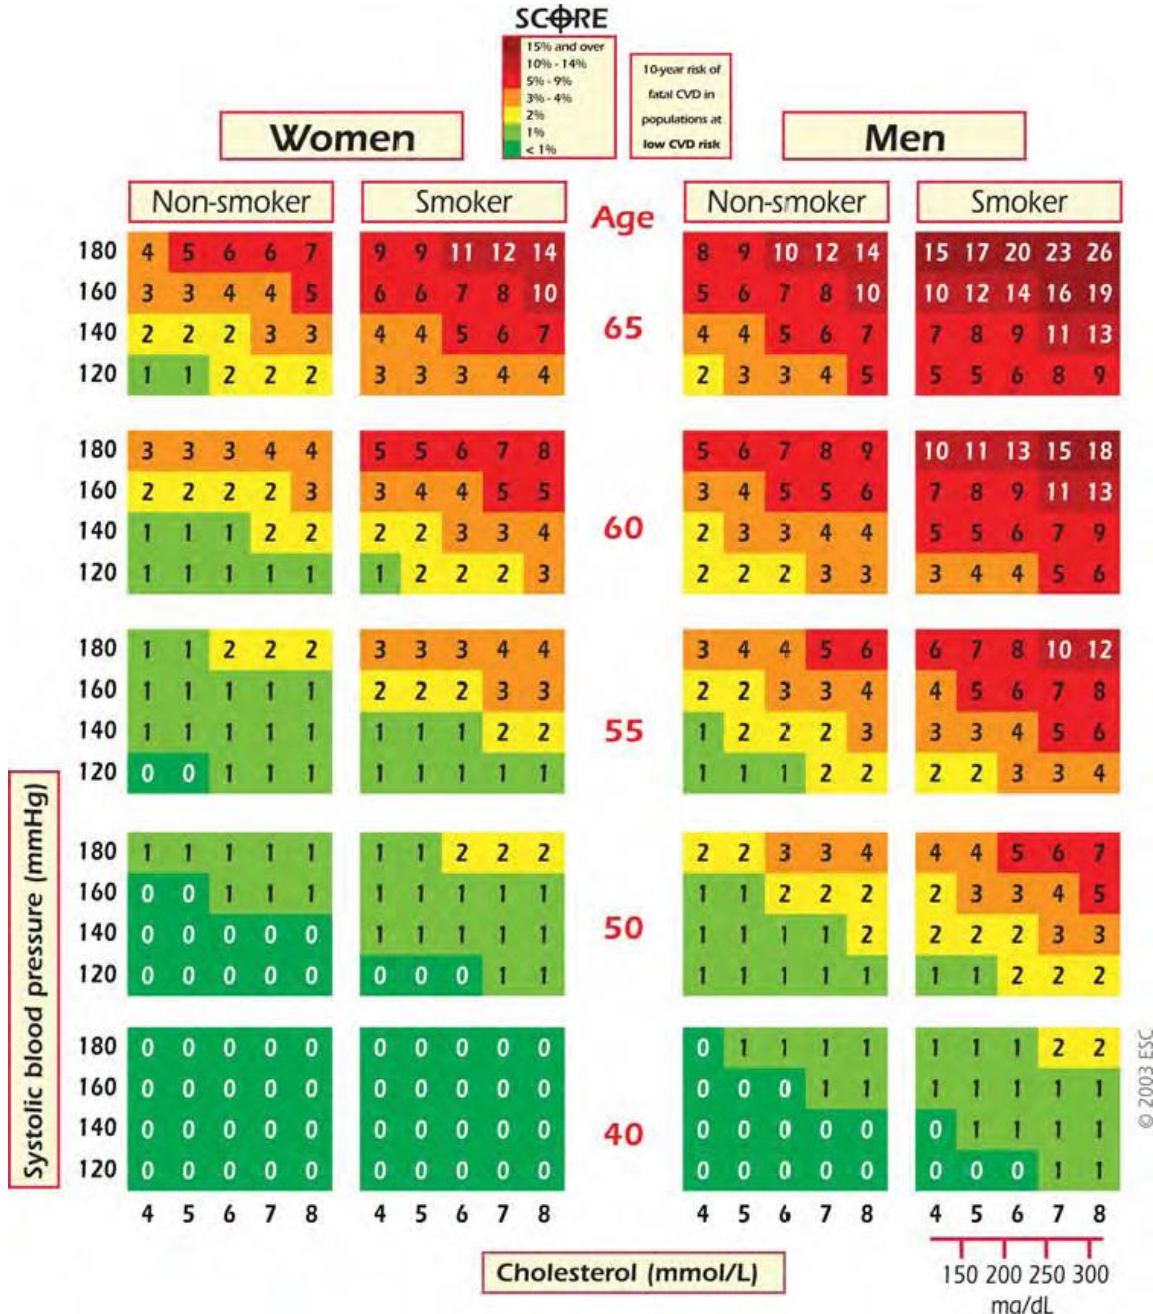 SCORE
15% and over
10% - 14%
5% - 9%
3% - 4%
2%
1%
< 1%
10-year risk of
fatal CVD in
populations at
low CVD risk
Women
Men
Non-smoker Smoker Age Non-smoker Smoker
180 4 5 6 6 7 9 9 11 12 14 8 9 10 12 14 15 17 20 23 26
160 3 3 4 4 5 6 6 7 8 10 5 6 7 8 10 10 12 14 16 19
65
140 2 2 2 3 3 4 4 5 6 7 4 4 5 6 7 7 8 9 11 13
120 1 1 2 2 2 3 3 3 4 4 2 3 3 4 5 5 5 6 8 9
180 3 3 3 4 4 5 5 6 7 8 5 6 7 8 9 10 11 13 15 18
160 2 2 2 2 3 3 4 4 5 5 3 4 5 5 6 7 8 9 11 13
60
140 1 1 1 2 2 2 2 3 3 4 2 3 3 4 4 5 5 6 7 9
120 1 1 1 1 1 1 2 2 2 3 2 2 2 3 3 3 4 4 5 6
180 1 1 2 2 2 3 3 3 4 4 3 4 4 5 6 6 7 8 10 12
160 1 1 1 1 1 2 2 2 3 3 2 2 3 3 4 4 5 6 7 8
55
140 1 1 1 1 1 1 1 1 2 2 1 2 2 2 3 3 3 4 5 6
120 0 0 1 1 1 1 1 1 1 1 1 1 1 2 2 2 2 3 3 4
180 1 1 1 1 1 1 1 2 2 2 2 2 3 3 4 4 4 5 6 7
160 0 0 1 1 1 1 1 1 1 1 1 1 2 2 2 2 3 3 4 5
50
140 0 0 0 0 0 1 1 1 1 1 1 1 1 1 2 2 2 2 3 3
120 0 0 0 0 0 0 0 0 1 1 1 1 1 1 1 1 1 2 2 2
180 0 0 0 0 0 0 0 0 0 0 0 1 1 1 1 1 1 1 2 2
160 0 0 0 0 0 0 0 0 0 0 0 0 0 1 1 1 1 1 1 1
40
140 0 0 0 0 0 0 0 0 0 0 0 0 0 0 0 0 1 1 1 1
120 0 0 0 0 0 0 0 0 0 0 0 0 0 0 0 0 0 0 1 1
4 5 6 7 8 4 5 6 7 8 4 5 6 7 8 4 5 6 7 8
Systolic blood pressure (mmHg)
Cholesterol (mmol/L)
150 200 250 300
mg/dL
© 2003 ESC